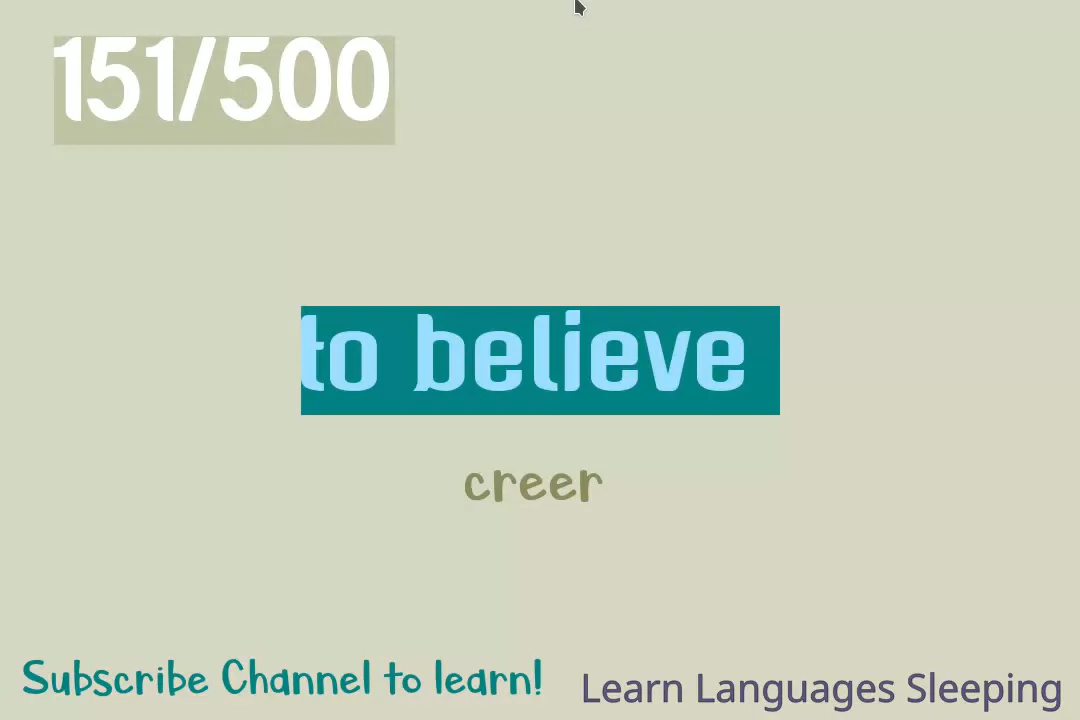 151/500
to believe
creer
Subscribe Channel to learn!
Learn Languages Sleeping